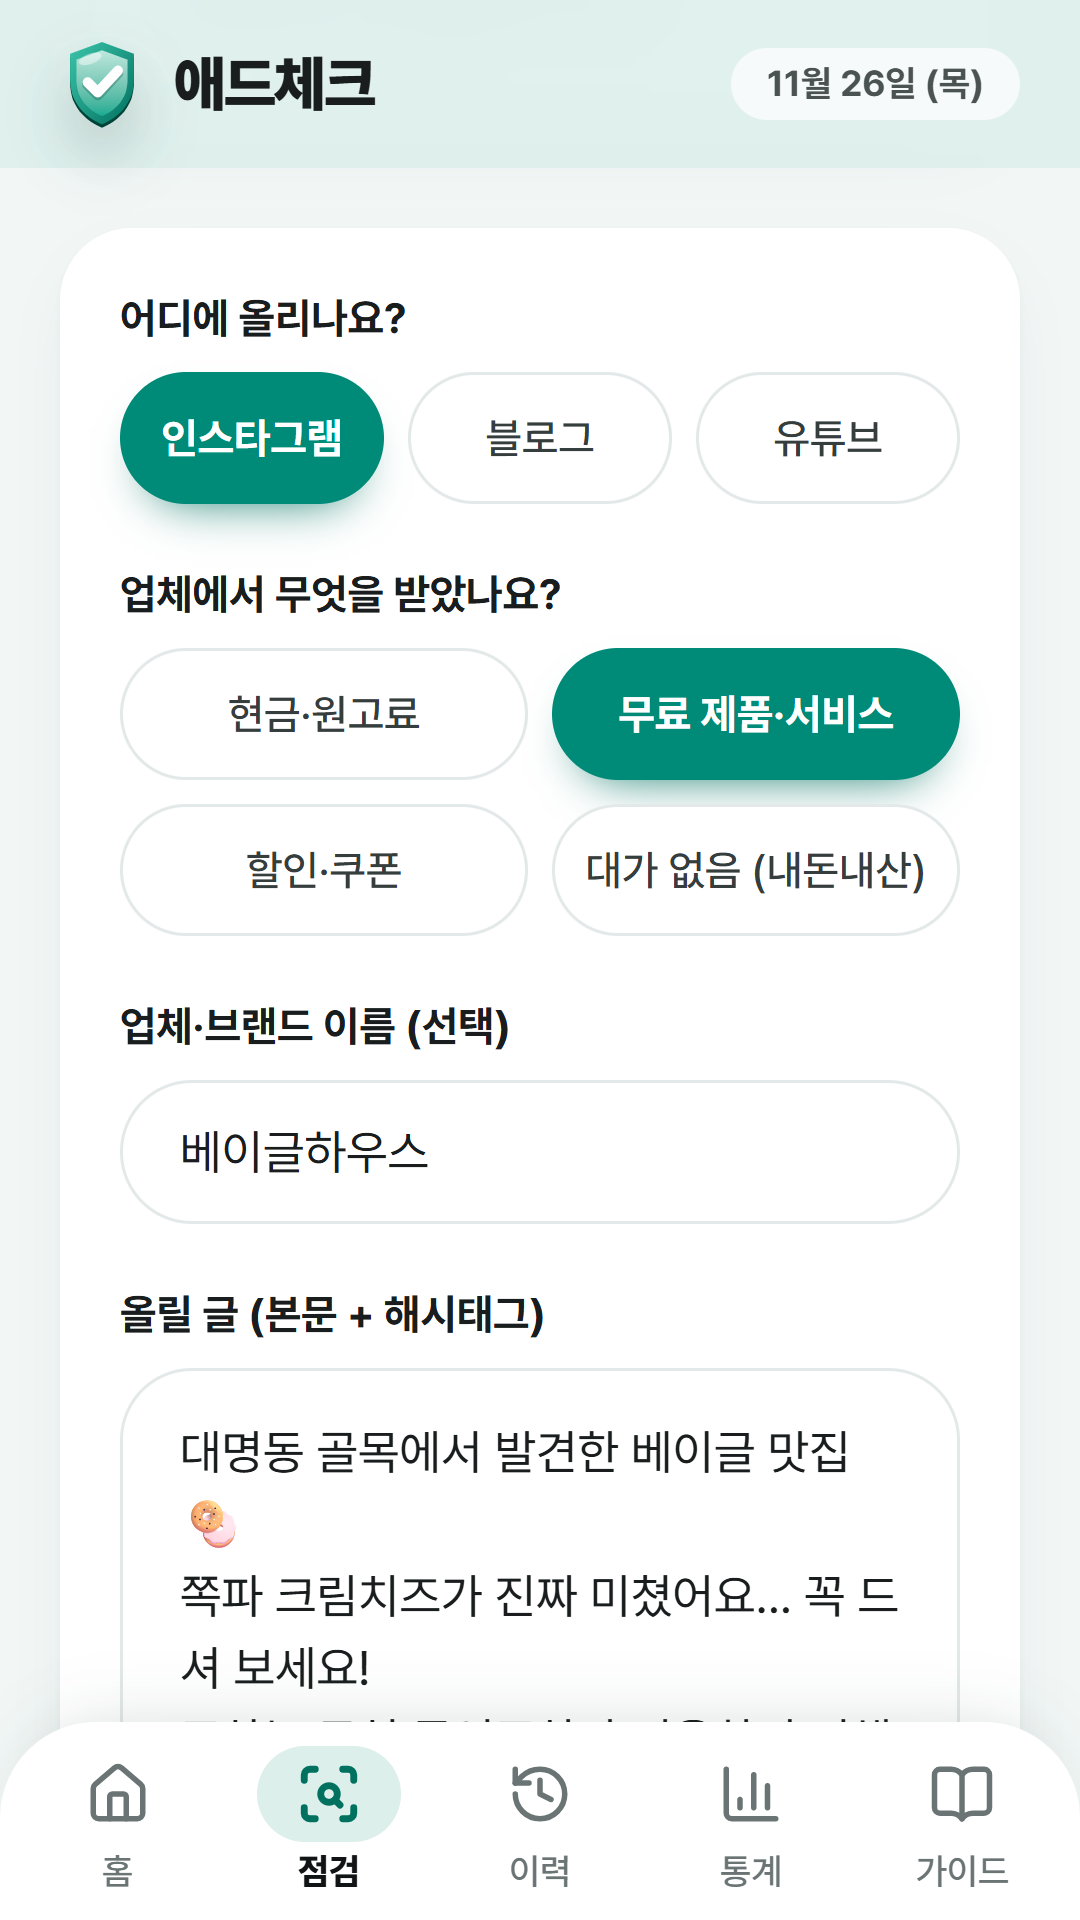 애드체크
11월 26일 (목)
어디에 올리나요?
인스타그램
블로그
유튜브
업체에서 무엇을 받았나요?
현금·원고료
무료 제품·서비스
할인·쿠폰
대가 없음 (내돈내산)
업체·브랜드 이름 (선택)
베이글하우스
올릴 글 (본문 + 해시태그)
대명동 골목에서 발견한 베이글 맛집
쪽파 크림치즈가 진짜 미쳤어요… 꼭 드
셔 보세요!
홈
점검
이력
통계
가이드